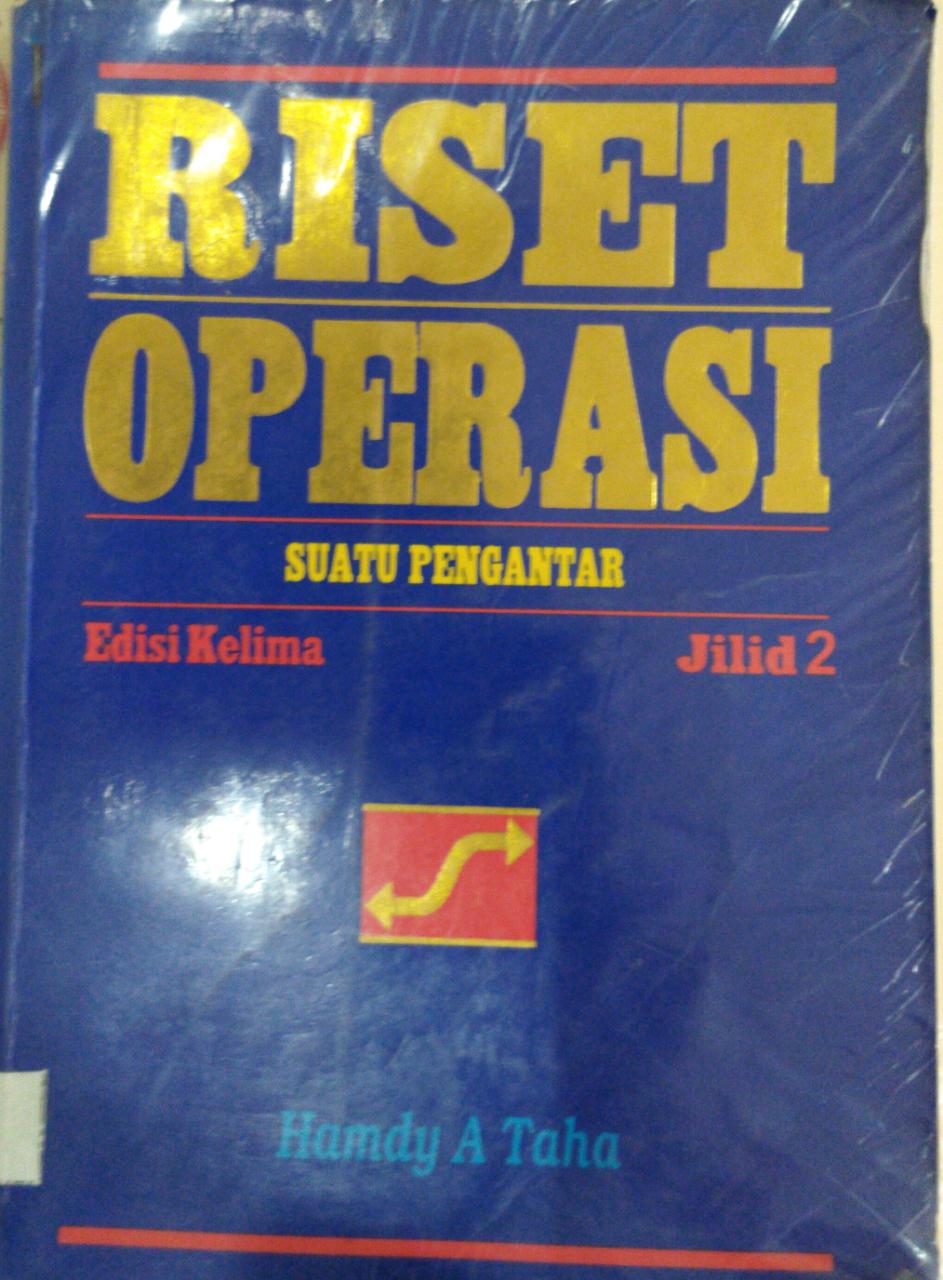 RISET
OPERASI
SUATU PENGANTAR
Edisi Kelima Jilid 2
Hamdy A Taha